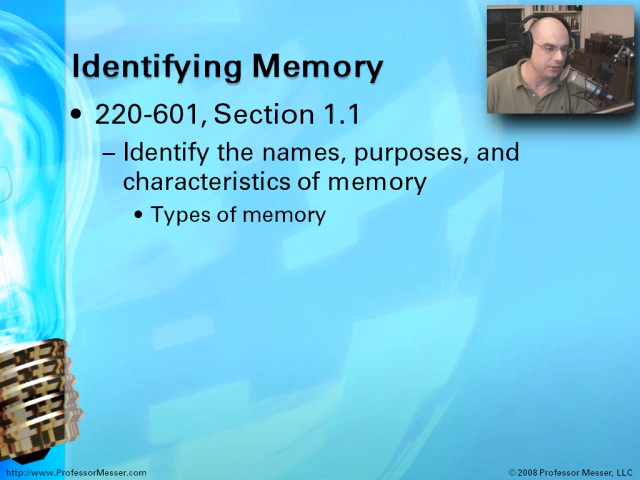 Identifying Memory
• 220-601, Section 1.1
– Identify the names, purposes, and
characteristics of memory
• Types of memory
http://www.ProfessorMesser.com
© 2008 Professor Messer, LLC